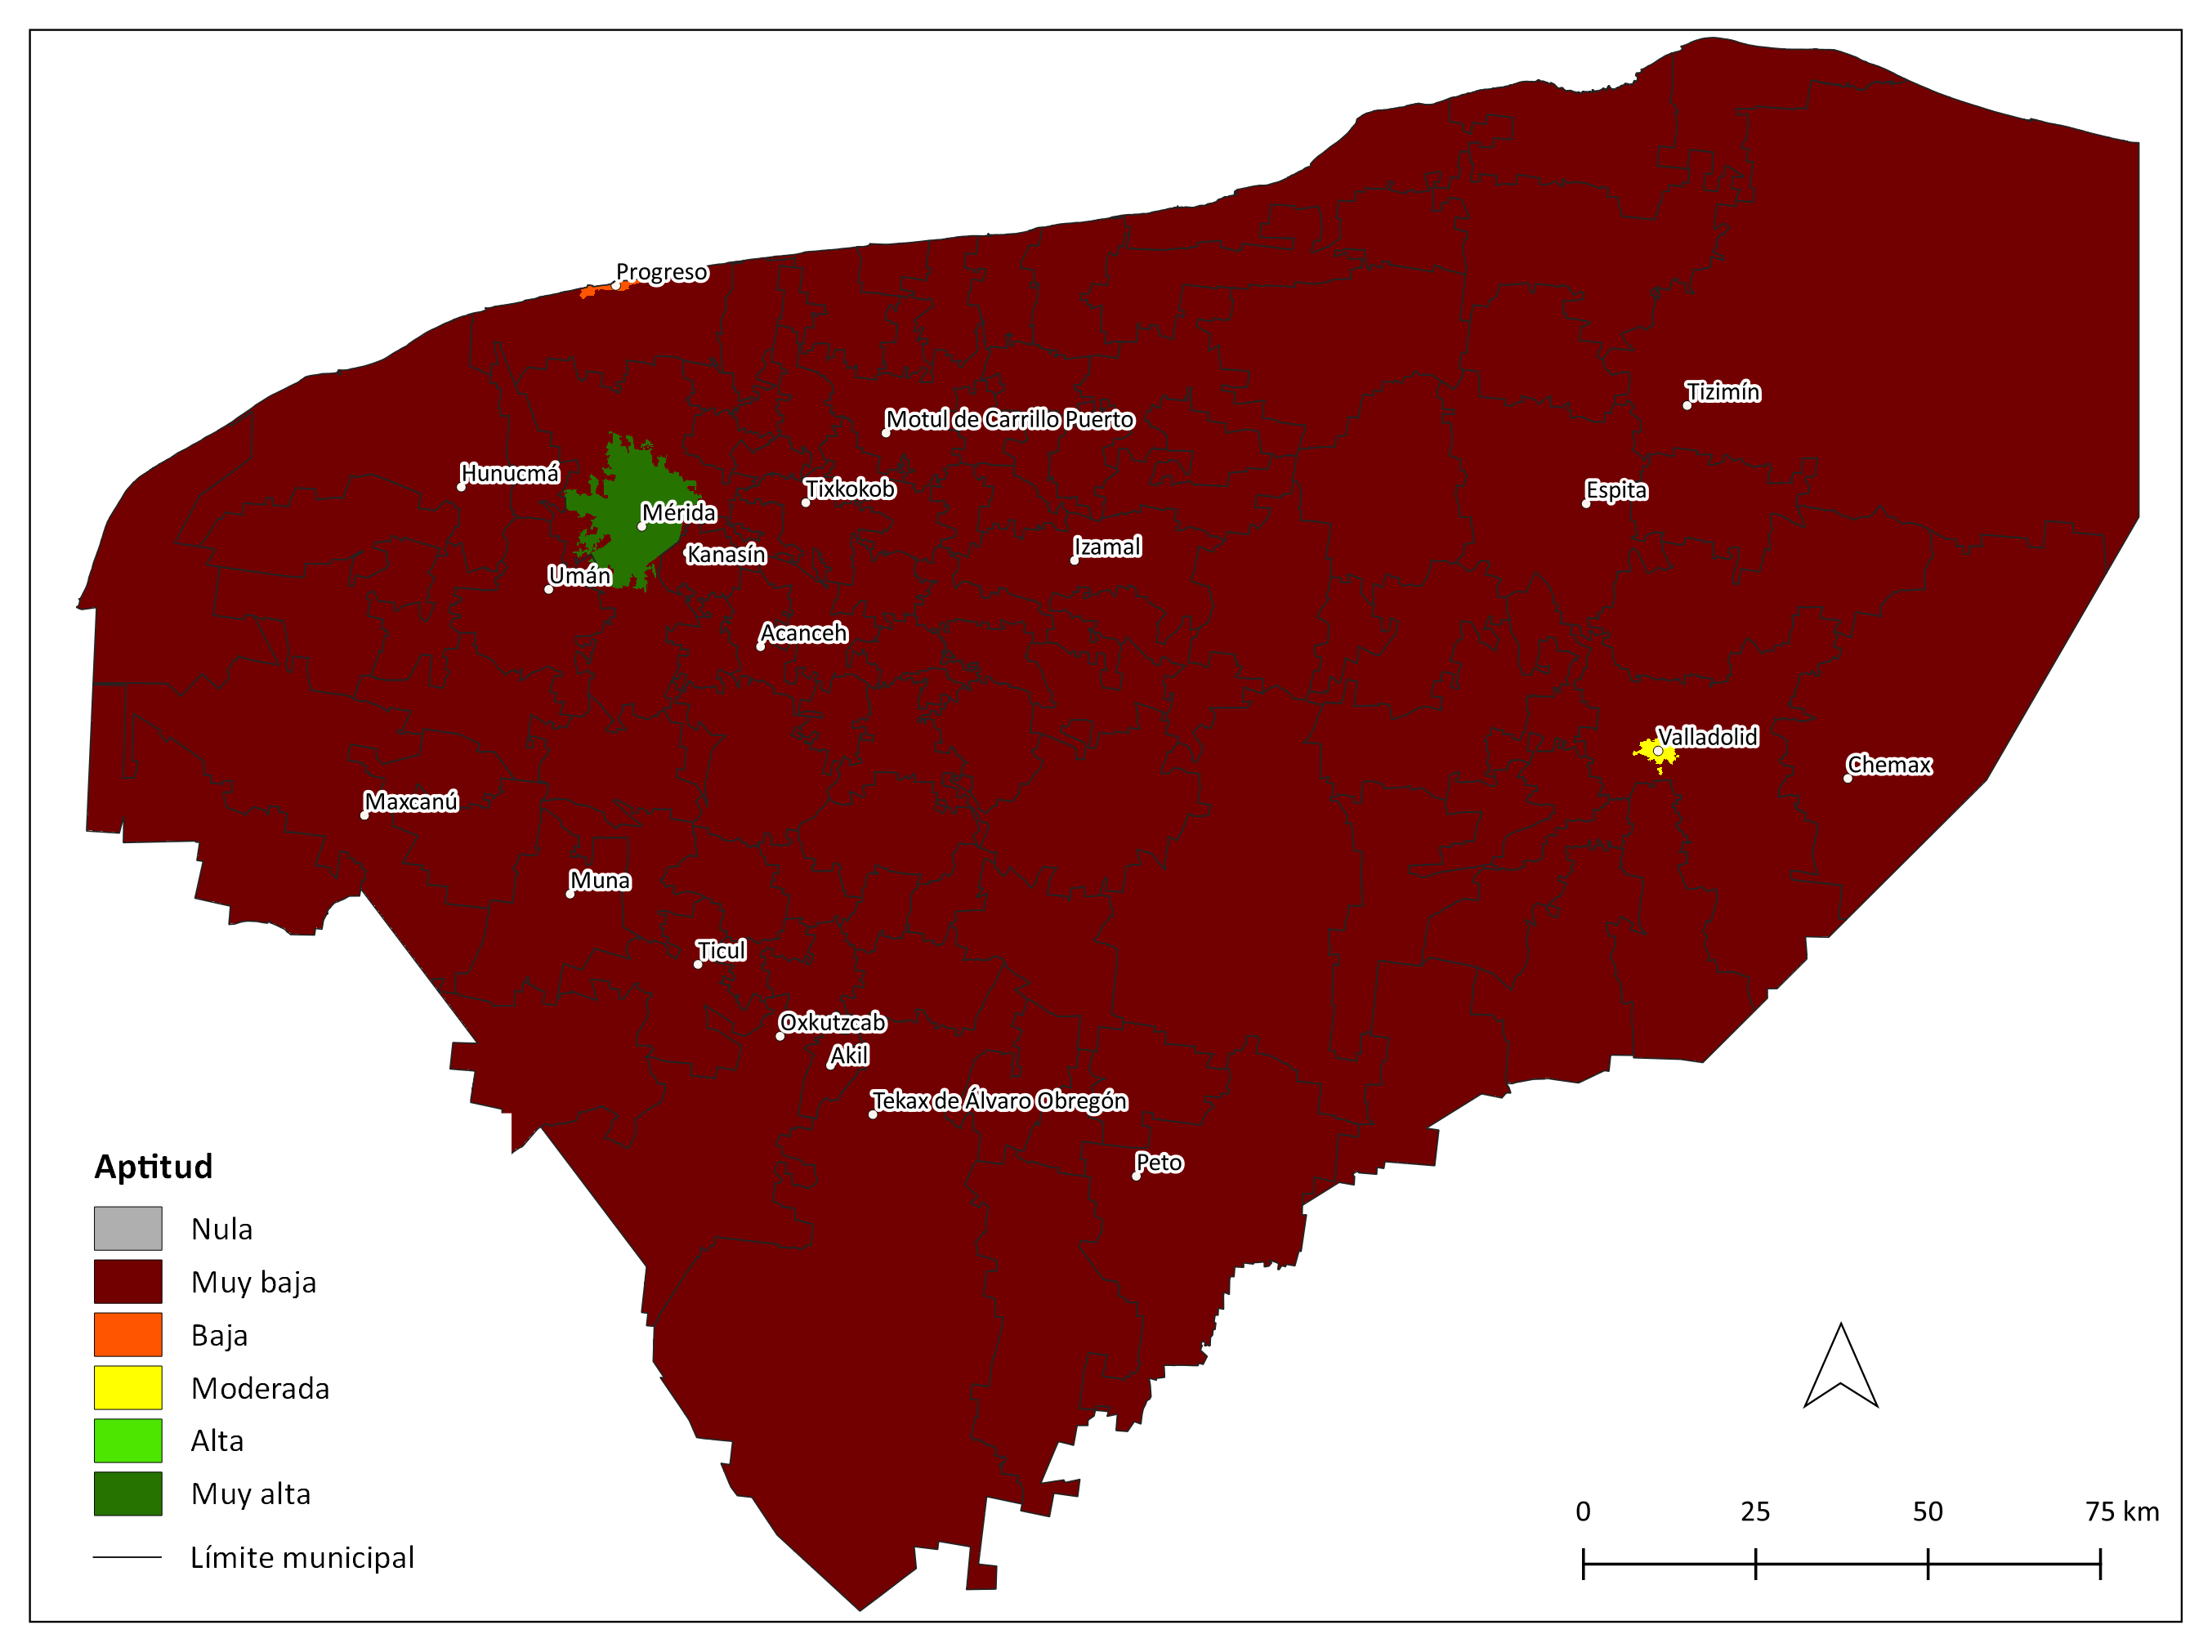 Progreso
Tizimín
Motul de Carrillo Puerto
Hunucmá
Tixkokob
Espita
Mérida
Izamal
Kanasín
Umán
Acanceh
Valladolid
Chemax
Maxcanú
Muna
Ticul
Oxkutzcab
Akil
Tekax de Álvaro Obregón
Peto
Aptitud
Nula
Muy baja
Baja
Moderada
Alta
Muy alta
Límite municipal
0 25 50 75 km